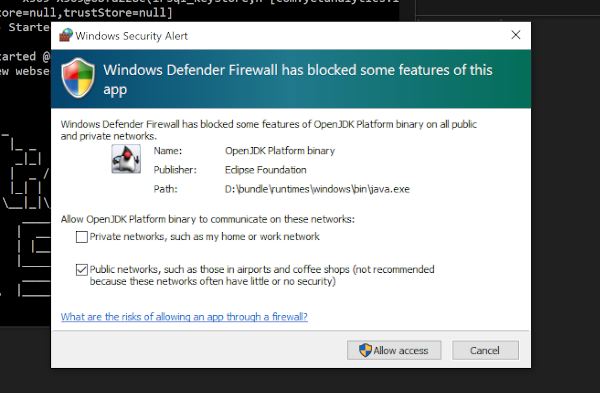 store=null,trustStore=null]
Starte
Windows Security Alert
Windows Defender Firewall has blocked some features of this
app
Windows Defender Firewall has blocked some features of OpenJDK Platform binary on all public
and private networks.
Name: OpenJDK Platform binary
Publisher: Eclipse Foundation
Path: D:\bundle\runtimes\windows\bin\java.exe
Allow OpenJDK Platform binary to communicate on these networks:
Private networks, such as my home or work network
Public networks, such as those in airports and coffee shops (not recommended
because these networks often have little or no security)
What are the risks of allowing an app through a firewall?
Allow access Cancel